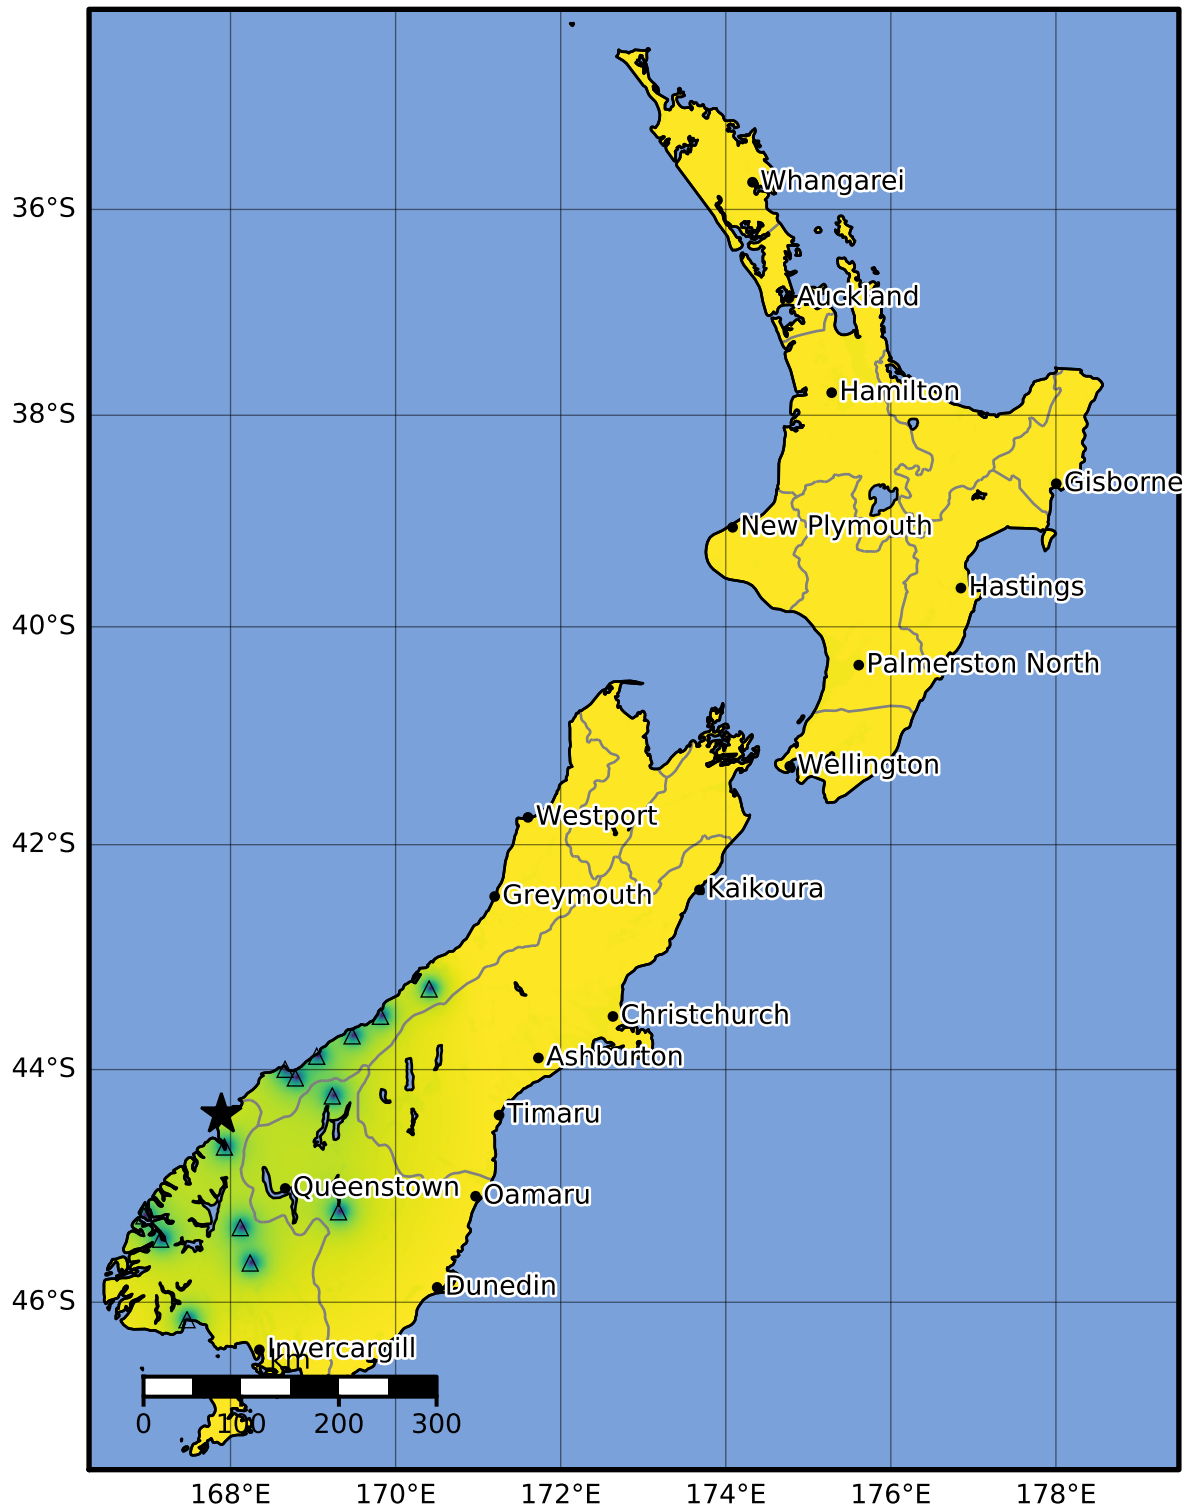 Whangarei
36°S
Auckland
Hamilton
38°S
Gisborne
New Plymouth
Hastings
40°S
Palmerston North
Wellington
Westport
42°S
Kaikoura
Greymouth
Christchurch
Ashburton
44°S
Timaru
Queenstown
Oamaru
Dunedin
46°S
Invercargill
km
0 100 200 300
168°E 170°E 172°E 174°E 176°E 178°E